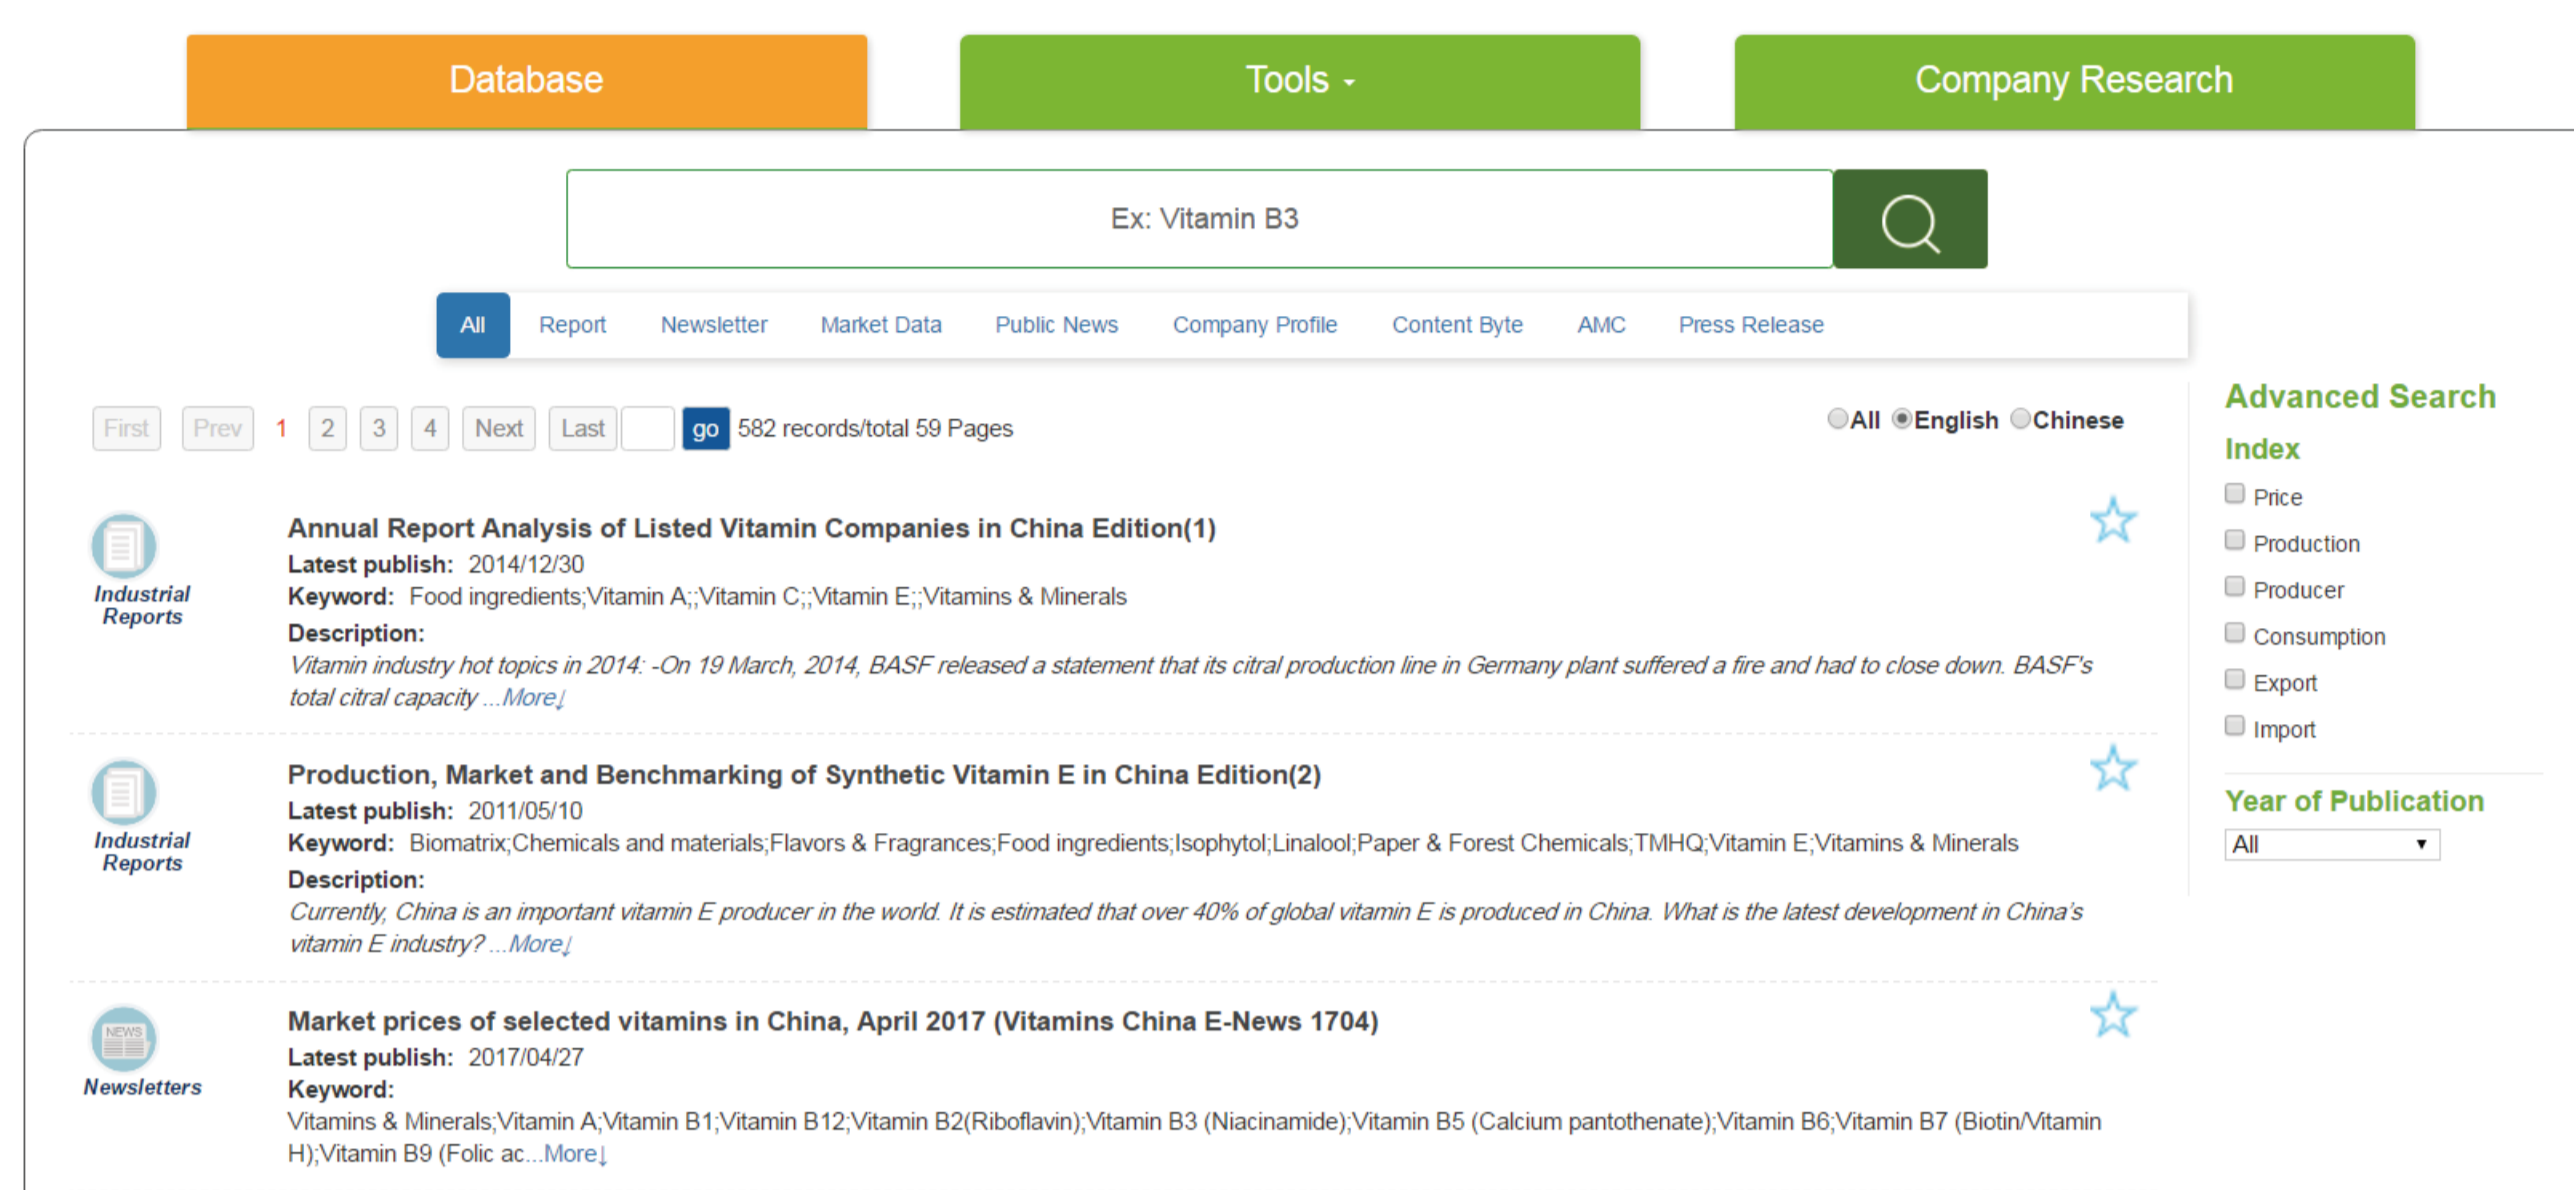 Database
Tools
Company Research
Ex: Vitamin B3
All Report Newsletter Market Data Public News Company Profile Content Byte AMC Press Release
First Prev 1 2 3 4 Next Last go 582 records/total 59 Pages
All English Chinese
Industrial
Reports
Annual Report Analysis of Listed Vitamin Companies in China Edition(1)
Latest publish: 2014/12/30
Keyword: Food ingredients;Vitamin A;;Vitamin C;;Vitamin E;;Vitamins & Minerals
Description:
Vitamin industry hot topics in 2014: -On 19 March, 2014, BASF released a statement that its citral production line in Germany plant suffered a fire and had to close down. BASF's
total citral capacity ...More↓
Industrial
Reports
Production, Market and Benchmarking of Synthetic Vitamin E in China Edition(2)
Latest publish: 2011/05/10
Keyword: Biomatrix;Chemicals and materials;Flavors & Fragrances;Food ingredients;Isophytol;Linalool;Paper & Forest Chemicals;TMHQ;Vitamin E;Vitamins & Minerals
Description:
Currently, China is an important vitamin E producer in the world. It is estimated that over 40% of global vitamin E is produced in China. What is the latest development in China's
vitamin E industry? ...More↓
NEWS
Newsletters
Market prices of selected vitamins in China, April 2017 (Vitamins China E-News 1704)
Latest publish: 2017/04/27
Keyword:
Vitamins & Minerals;Vitamin A;Vitamin B1;Vitamin B12;Vitamin B2(Riboflavin);Vitamin B3 (Niacinamide);Vitamin B5 (Calcium pantothenate);Vitamin B6;Vitamin B7 (Biotin/Vitamin
H);Vitamin B9 (Folic ac...More↓
Advanced Search
Index
Price
Production
Producer
Consumption
Export
Import
Year of Publication
All